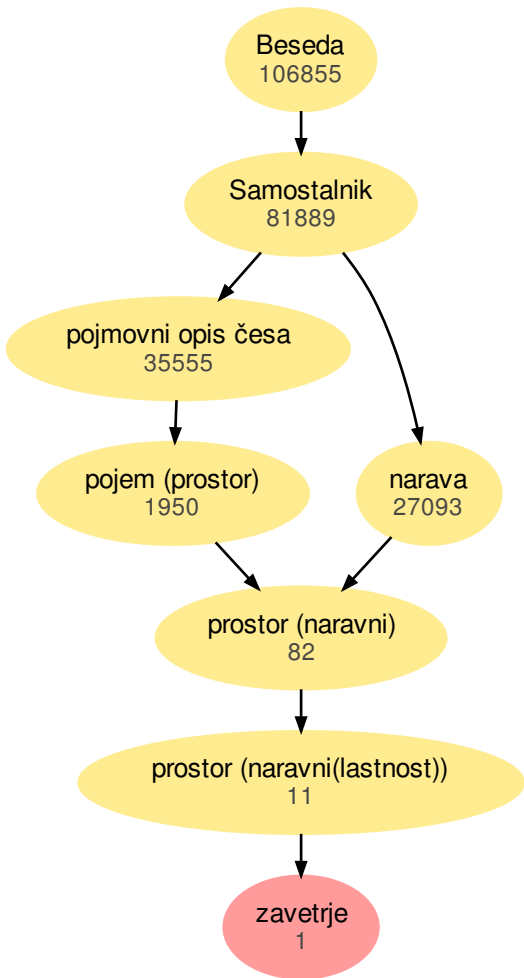 Beseda
106855
Samostalnik
81889
pojmovni opis česa
35555
pojem (prostor)
1950
narava
27093
prostor (naravni)
82
prostor (naravni(lastnost))
11
zavetrje
1